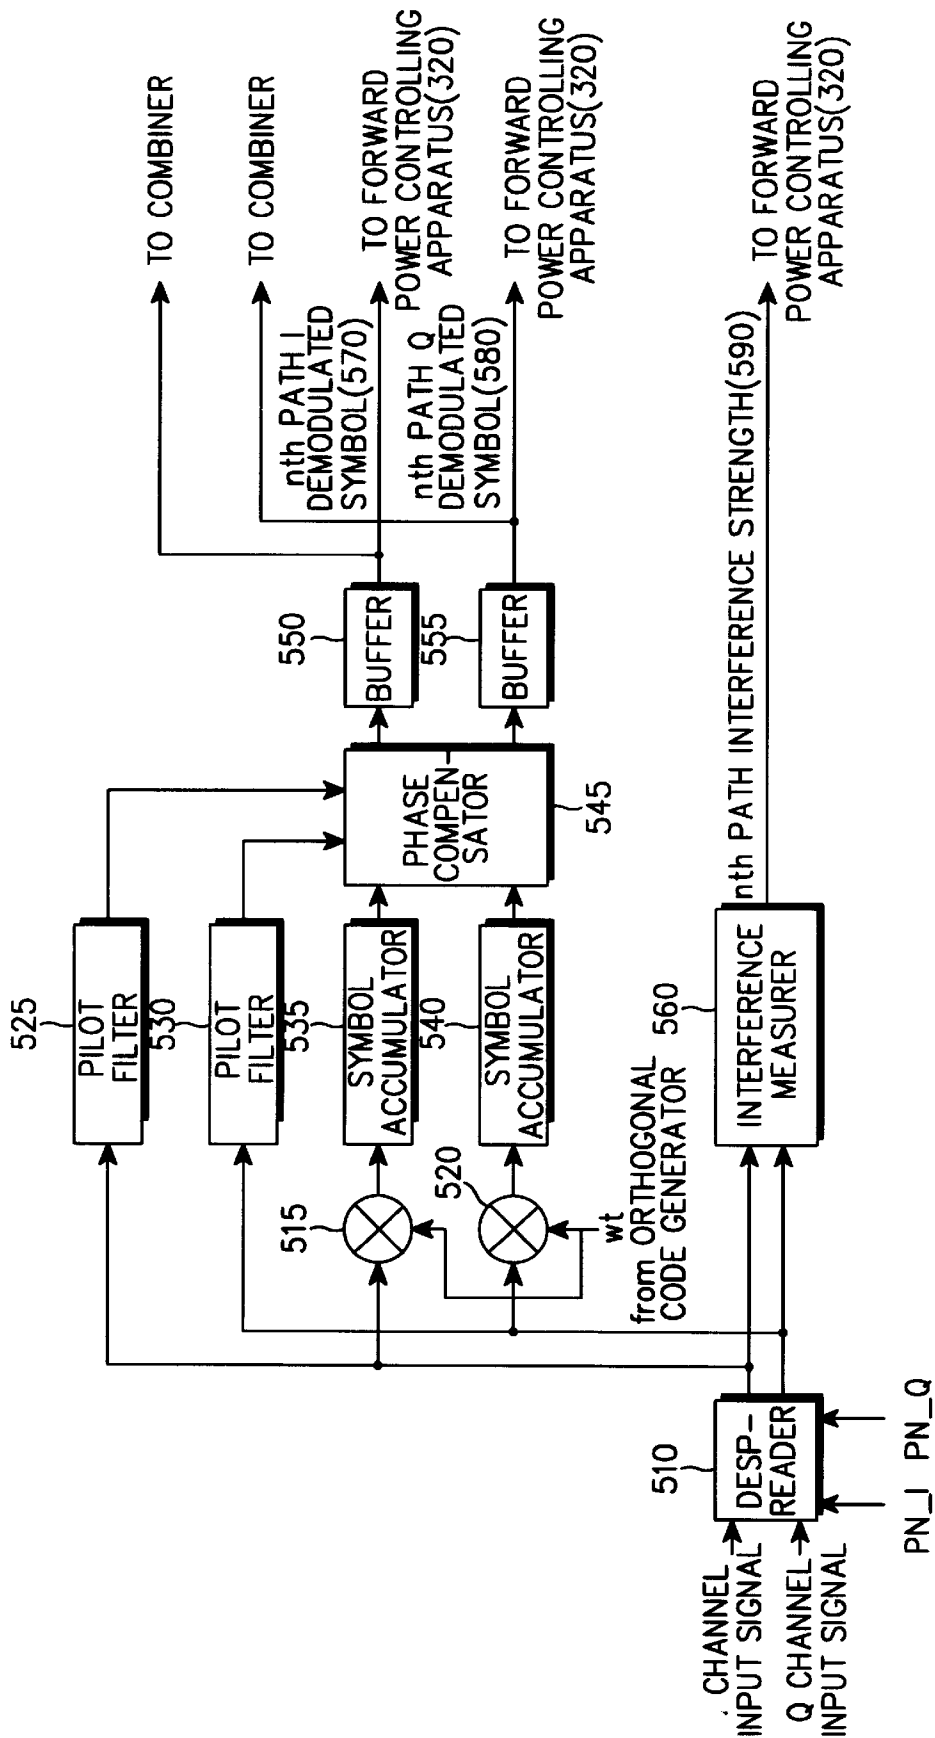 TO COMBINER
TO COMBINER
nth PATH I
DEMODULATED
SYMBOL(570)
TO FORWARD
POWER CONTROLLING
APPARATUS(320)
nth PATH Q
DEMODULATED
SYMBOL(580)
TO FORWARD
POWER CONTROLLING
APPARATUS(320)
525
PILOT
FILTER
530
PILOT
FILTER
535
SYMBOL
ACCUMULATOR
540
SYMBOL
ACCUMULATOR
515
520
wt
from ORTHOGONAL
CODE GENERATOR
PHASE
COMPEN-
SATOR
545
550
BUFFER
555
BUFFER
510
DESP-
READER
CHANNEL
INPUT SIGNAL
Q CHANNEL
INPUT SIGNAL
PN_I
PN_Q
560
INTERFERENCE
MEASURER
nth PATH INTERFERENCE STRENGTH(590)
TO FORWARD
POWER CONTROLLING
APPARATUS(320)